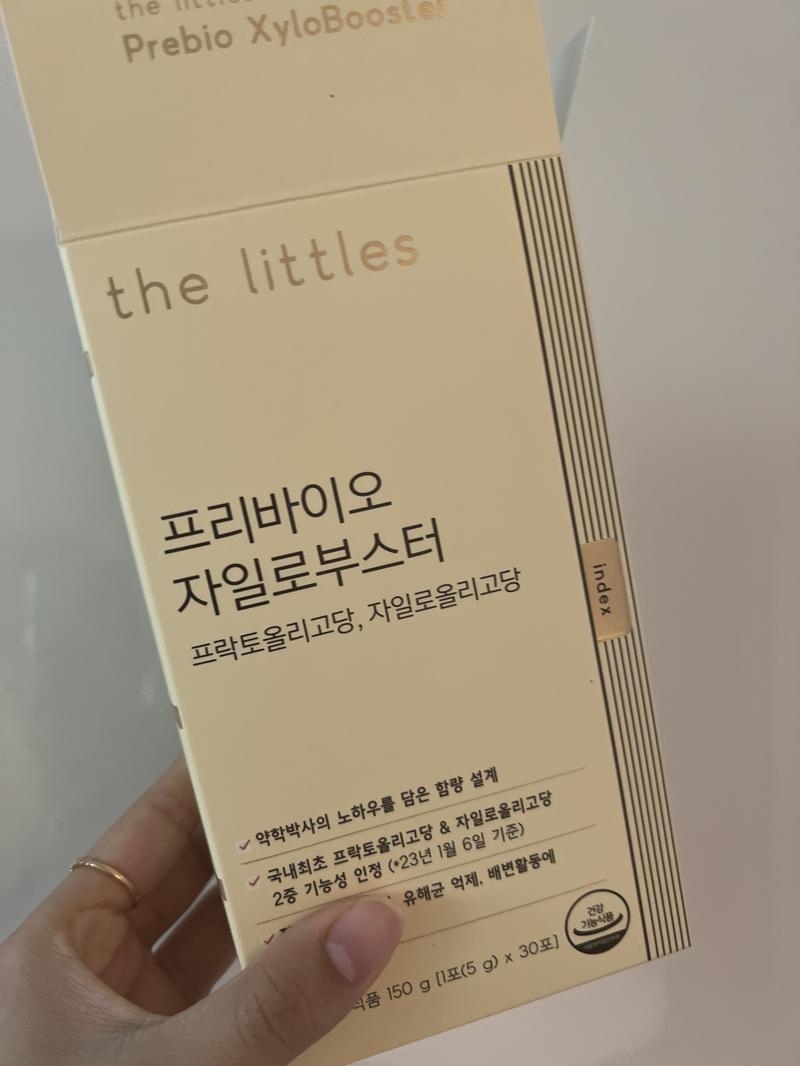 the littles
Prebio XyloBooster
the littles
프리바이오
자일로부스터
프락토올리고당, 자일로올리고당
index
약학박사의 노하우를 담은 함량 설계
국내최초 프락토올리고당 & 자일로올리고당
2중 기능성 인정 (*23년 1월 6일 기준)
유해균 억제, 배변활동에
건강
기능식품
150 g [1포(5 g) x 30포]